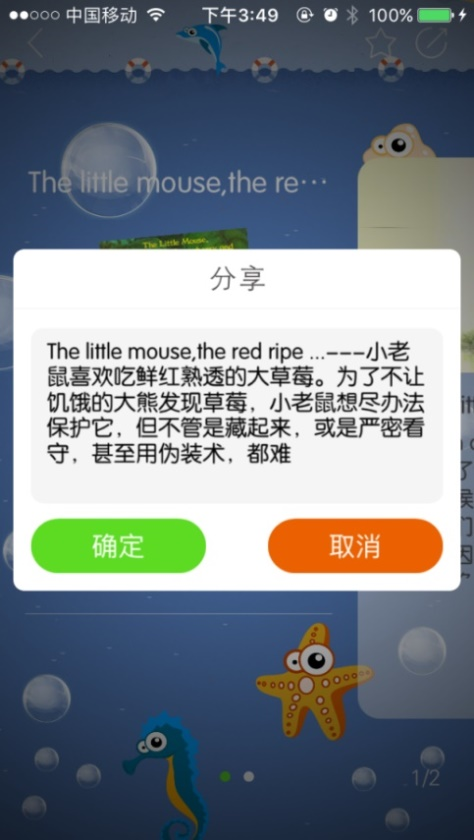 中国移动 下午3:49 100%
The little mouse,the re…
The Little Mouse,
分享
The little mouse,the red ripe ...---小老
鼠喜欢吃鲜红熟透的大草莓。为了不让
饥饿的大熊发现草莓，小老鼠想尽办法
保护它，但不管是藏起来，或是严密看
守，甚至用伪装术，都难
确定 取消
1/2